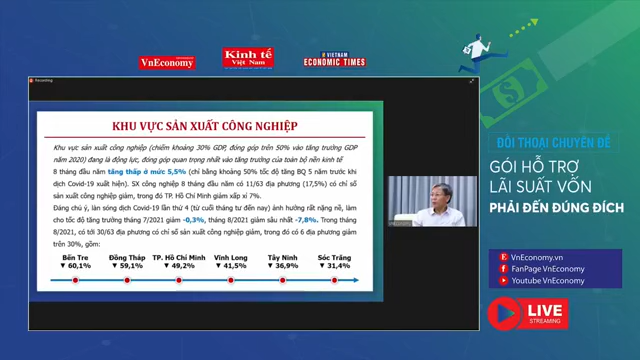 VnEconomy
Kinh tế
Việt Nam
VIETNAM
ECONOMIC TIMES
Recording
KHU VỰC SẢN XUẤT CÔNG NGHIỆP
Khu vực sản xuất công nghiệp (chiếm khoảng 30% GDP, đóng góp trên 50% vào tăng trưởng GDP
năm 2020) đang là động lực, đóng góp quan trọng nhất vào tăng trưởng của toàn bộ nền kinh tế
8 tháng đầu năm tăng thấp ở mức 5,5% (chỉ bằng khoảng 50% tốc độ tăng BQ 5 năm trước khi
dịch Covid-19 xuất hiện). SX công nghiệp 8 tháng đầu năm có 11/63 địa phương (17,5%) có chỉ số
sản xuất công nghiệp giảm, trong đó TP. Hồ Chí Minh giảm xấp xỉ 7%.
Đáng chú ý, làn sóng dịch Covid-19 lần thứ 4 (từ cuối tháng tư đến nay) ảnh hưởng rất nặng nề, làm
cho tốc độ tăng trưởng tháng 7/2021 giảm -0,3%, tháng 8/2021 giảm sâu nhất -7,8%. Trong tháng
8/2021, có tới 30/63 địa phương có chỉ số sản xuất công nghiệp giảm, trong đó có 6 địa phương giảm
trên 30%, gồm:
Bến Tre Đồng Tháp TP. Hồ Chí Minh Vĩnh Long Tây Ninh Sóc Trăng
▼ 60,1% ▼ 59,1% ▼ 49,2% ▼ 41,5% ▼ 36,9% ▼ 31,4%
ĐỐI THOẠI CHUYÊN ĐỀ
GÓI HỖ TRỢ
LÃI SUẤT VỐN
PHẢI ĐẾN ĐÚNG ĐÍCH
VnEconomy.vn
FanPage VnEconomy
Youtube VnEconomy
LIVE
STREAMING